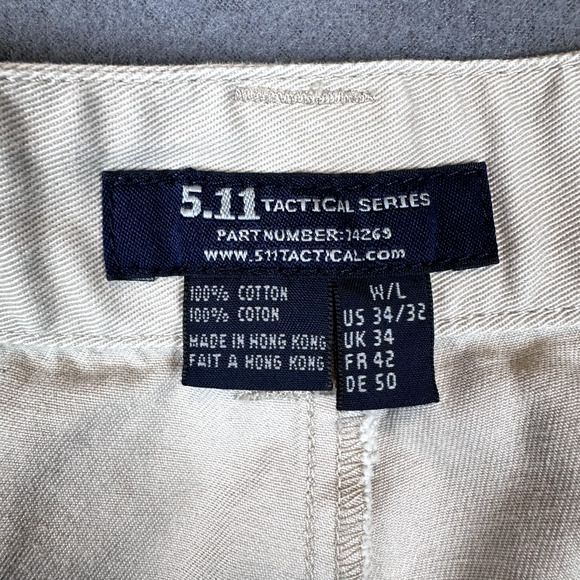 5.11 TACTICAL SERIES
PART NUMBER: 74269
WWW.511TACTICAL.COM
100% COTTON
100% COTON
MADE IN HONG KONG
FAIT A HONG KONG
W/L
US 34/32
UK 34
FR 42
DE 50